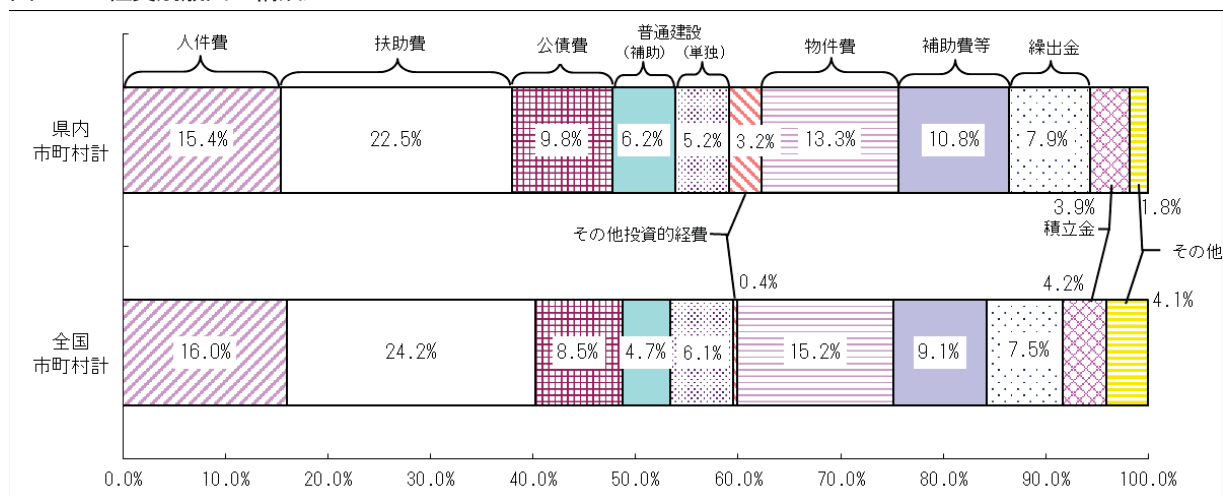 人件費 扶助費 公債費 普通建設 (補助) (単独) 物件費 補助費等 繰出金
県内
市町村計
15.4% 22.5% 9.8% 6.2% 5.2% 3.2% 13.3% 10.8% 7.9%
3.9% 1.8%
その他投資的経費 積立金
その他
0.4% 4.2% 4.1%
全国
市町村計
16.0% 24.2% 8.5% 4.7% 6.1% 15.2% 9.1% 7.5%
0.0% 10.0% 20.0% 30.0% 40.0% 50.0% 60.0% 70.0% 80.0% 90.0% 100.0%